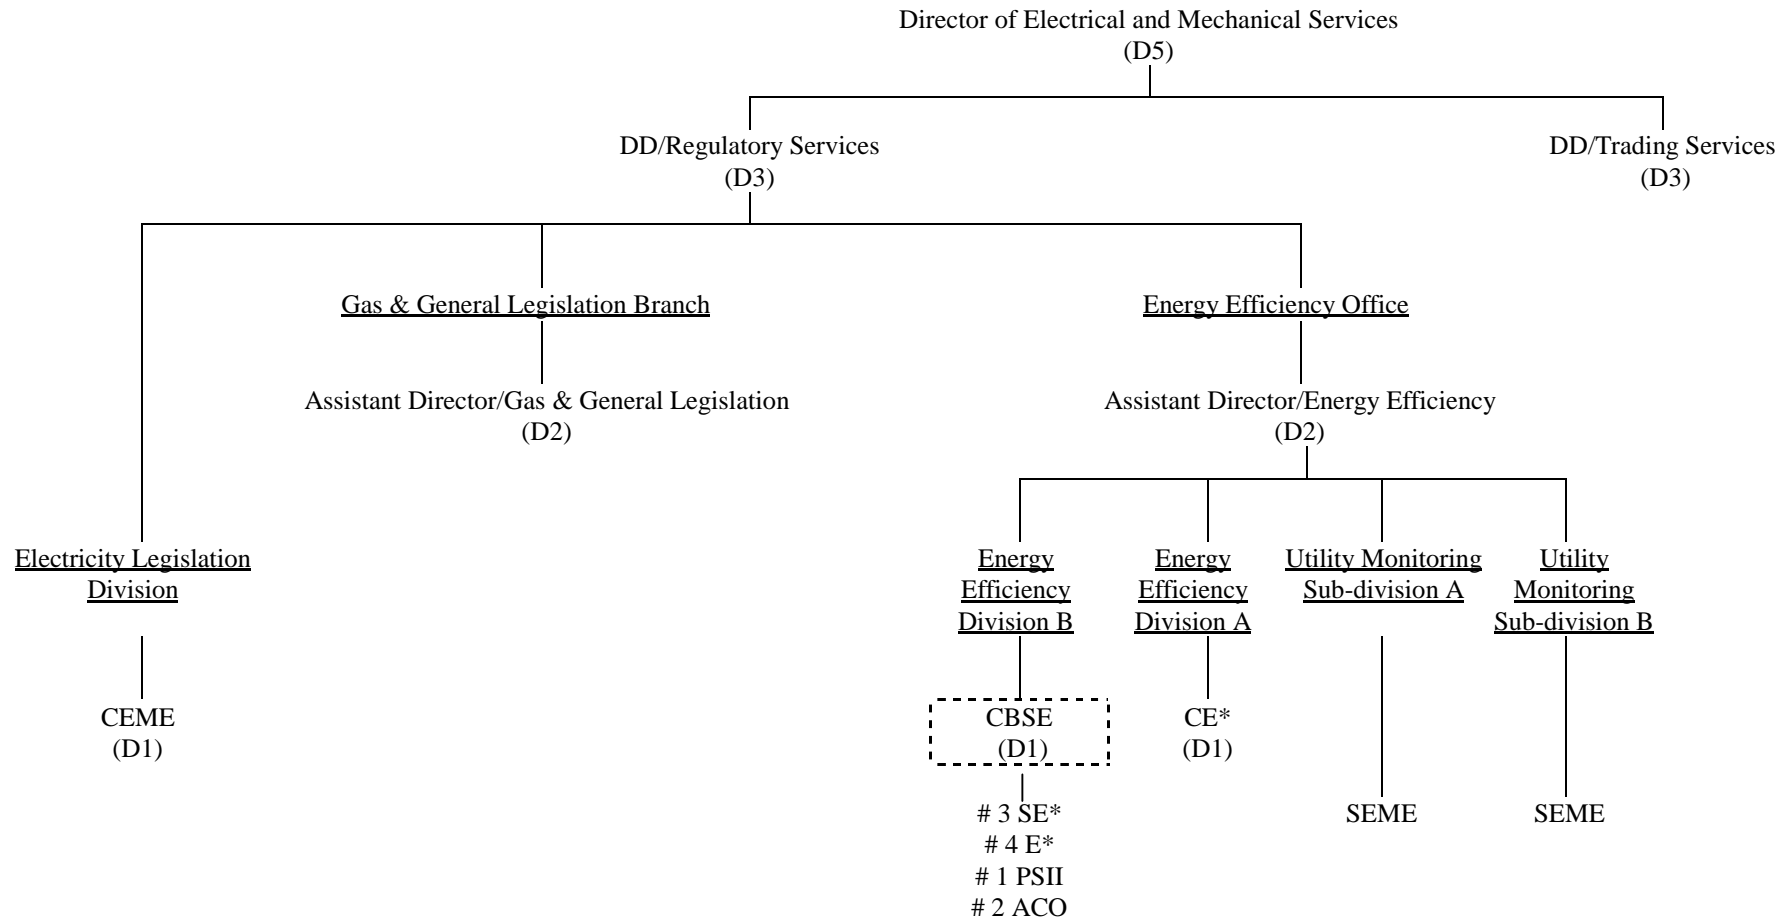 Director of Electrical and Mechanical Services
(D5)
DD/Regulatory Services
(D3)
DD/Trading Services
(D3)
Gas & General Legislation Branch
Energy Efficiency Office
Assistant Director/Gas & General Legislation
(D2)
Assistant Director/Energy Efficiency
(D2)
Electricity Legislation
Division
Energy
Efficiency
Division B
Energy
Efficiency
Division A
Utility Monitoring
Sub-division A
Utility
Monitoring
Sub-division B
CEME
(D1)
CBSE
(D1)
CE*
(D1)
# 3 SE*
# 4 E*
# 1 PSII
# 2 ACO
SEME
SEME